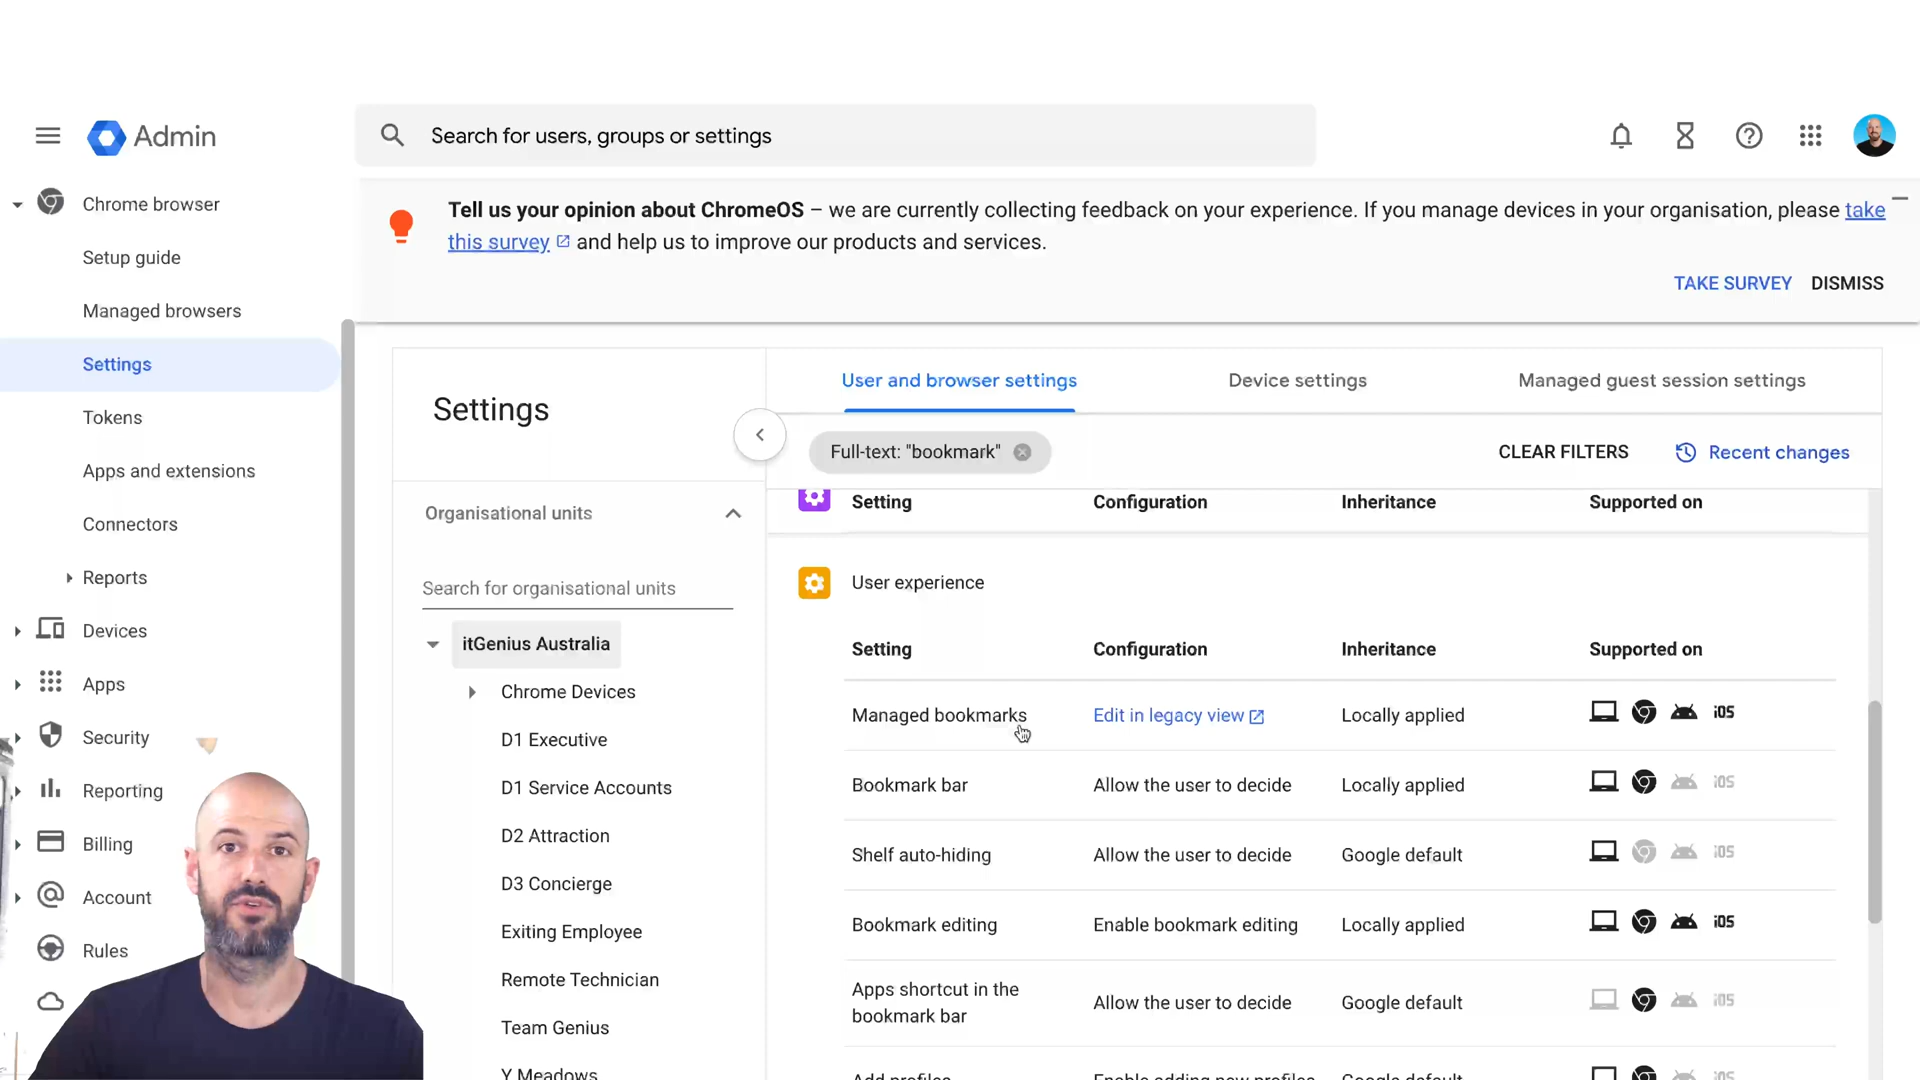 Admin
Search for users, groups or settings
Chrome browser
Setup guide
Managed browsers
Settings
Tokens
Apps and extensions
Connectors
Reports
Devices
Apps
Security
Reporting
Billing
Account
Rules
Tell us your opinion about ChromeOS – we are currently collecting feedback on your experience. If you manage devices in your organisation, please take
this survey and help us to improve our products and services.
TAKE SURVEY DISMISS
Settings
Organisational units
Search for organisational units
itGenius Australia
Chrome Devices
D1 Executive
D1 Service Accounts
D2 Attraction
D3 Concierge
Exiting Employee
Remote Technician
Team Genius
Y Meadows
User and browser settings Device settings Managed guest session settings
Full-text: "bookmark" CLEAR FILTERS Recent changes
Setting Configuration Inheritance Supported on
User experience
Setting Configuration Inheritance Supported on
Managed bookmarks Edit in legacy view Locally applied iOS
Bookmark bar Allow the user to decide Locally applied iOS
Shelf auto-hiding Allow the user to decide Google default iOS
Bookmark editing Enable bookmark editing Locally applied iOS
Apps shortcut in the
bookmark bar Allow the user to decide Google default iOS
Add profiles Enable adding new profiles Google default iOS